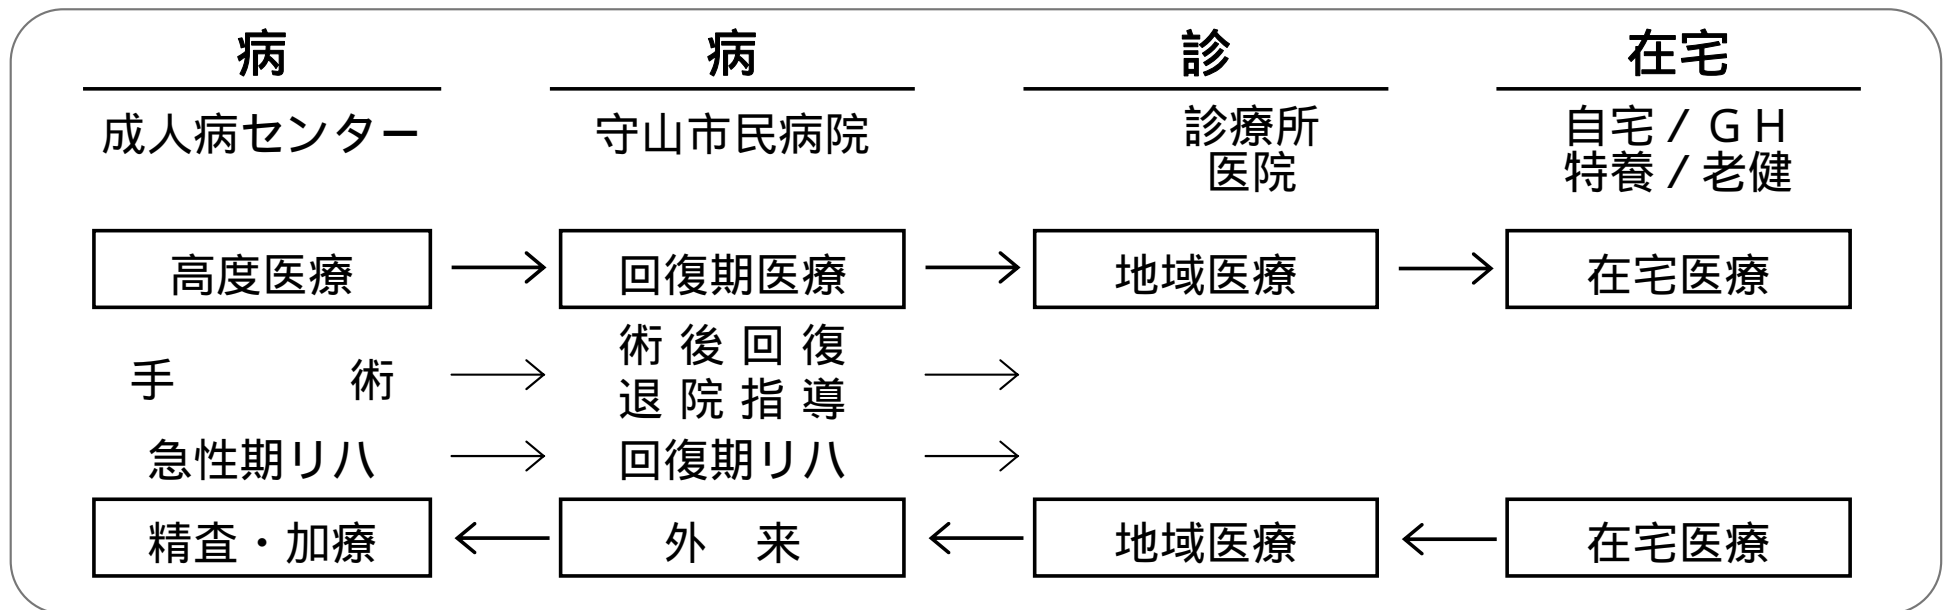 病 病 診 在宅
成人病センター 守山市民病院 診療所 自宅/GH
医院 特養/老健
高度医療 → 回復期医療 → 地域医療 → 在宅医療
手術 → 術後回復 →
退院指導
急性期リハ → 回復期リハ →
精査・加療 ← 外来 ← 地域医療 ← 在宅医療